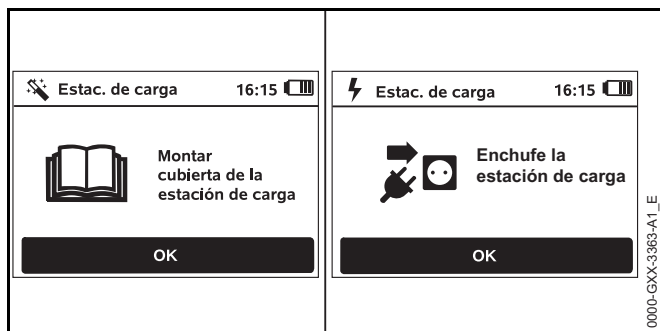 Estac. de carga 16:15
Montar
cubierta de la
estación de carga
OK
Estac. de carga 16:15
Enchufe la
estación de carga
OK
0000-GXX-3363-A1_E